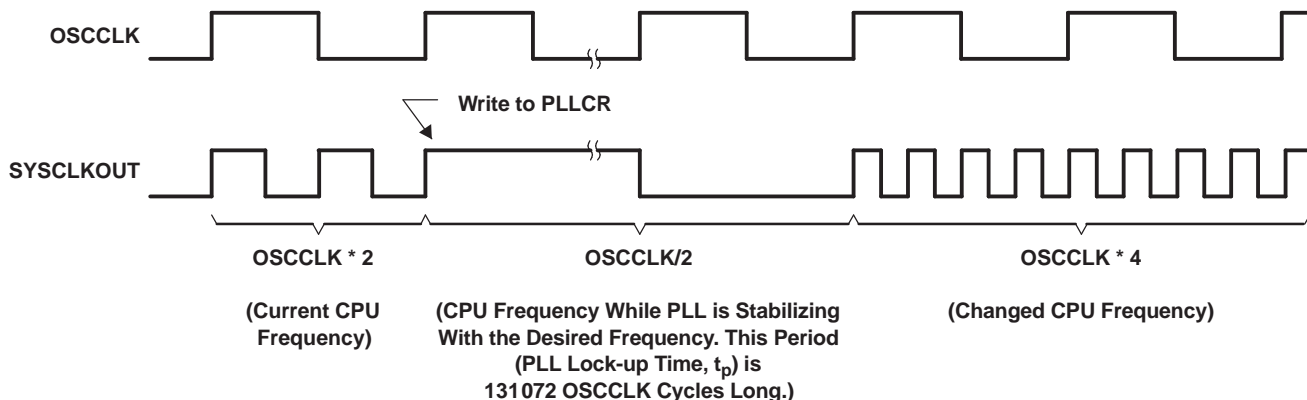 OSCCLK
Write to PLLCR
SYSCLKOUT
OSCCLK * 2
OSCCLK/2
OSCCLK * 4
(Current CPU
Frequency)
(CPU Frequency While PLL is Stabilizing
With the Desired Frequency. This Period
(PLL Lock-up Time, tp) is
131072 OSCCLK Cycles Long.)
(Changed CPU Frequency)